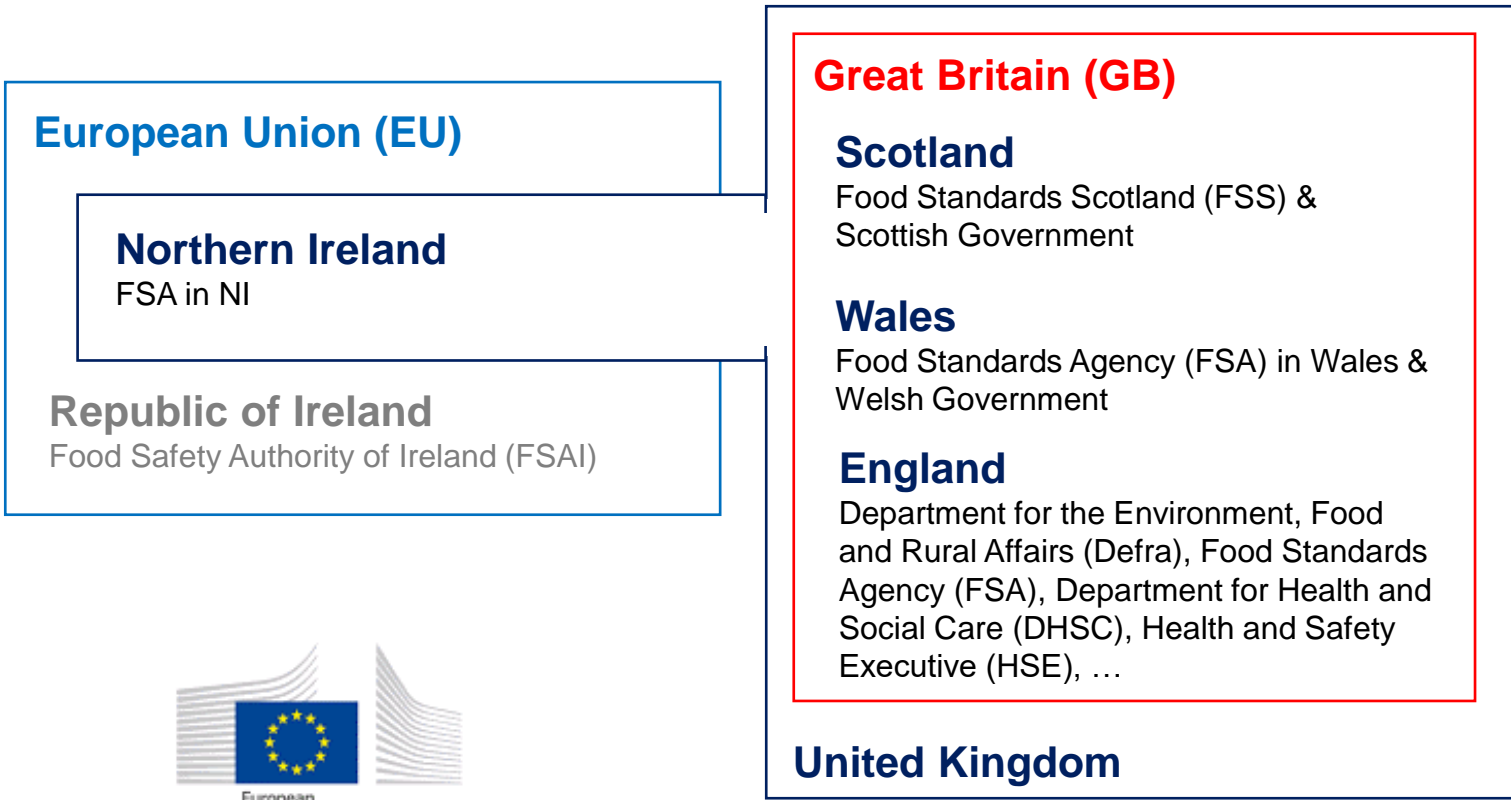 European Union (EU)
Northern Ireland
FSA in NI
Republic of Ireland
Food Safety Authority of Ireland (FSAI)
European
Great Britain (GB)
Scotland
Food Standards Scotland (FSS) &
Scottish Government
Wales
Food Standards Agency (FSA) in Wales &
Welsh Government
England
Department for the Environment, Food
and Rural Affairs (Defra), Food Standards
Agency (FSA), Department for Health and
Social Care (DHSC), Health and Safety
Executive (HSE), …
United Kingdom